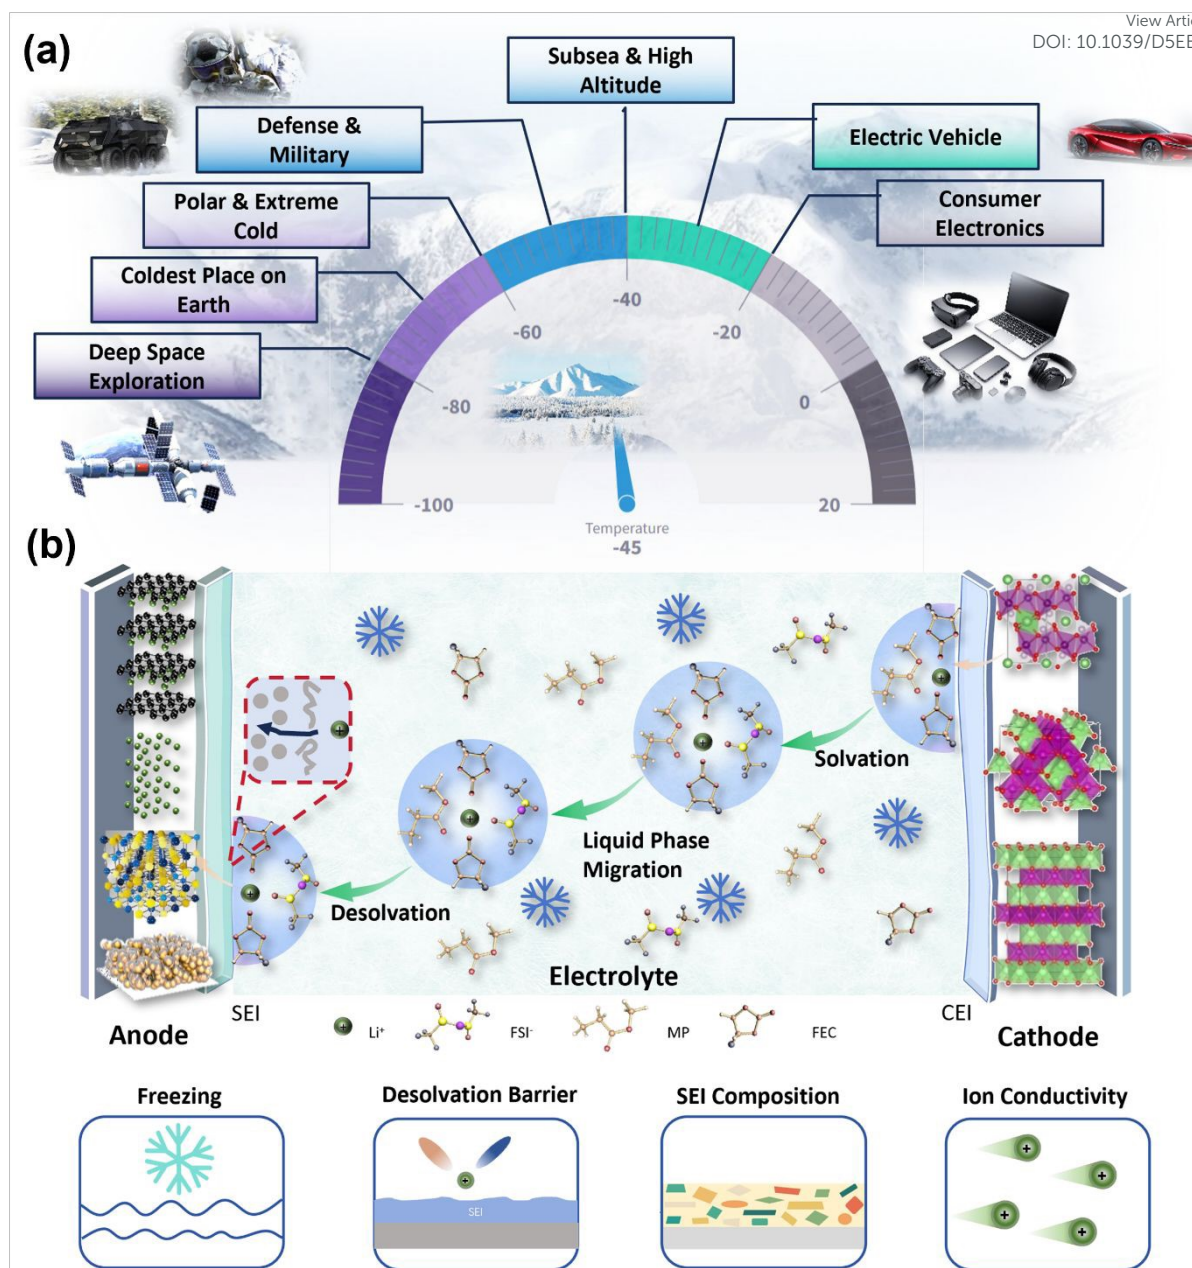 View Artic
DOI: 10.1039/D5EE
(a)
Subsea & High
Altitude
Defense &
Military
Electric Vehicle
Polar & Extreme
Cold
Consumer
Electronics
Coldest Place on
Earth
Deep Space
Exploration
-100
-80
-60
-40
-20
0
20
Temperature
-45
(b)
Solvation
Liquid Phase
Migration
Desolvation
Electrolyte
SEI
CEI
Anode
Cathode
Li⁺
FSI⁻
MP
FEC
Freezing
Desolvation Barrier
SEI
SEI Composition
Ion Conductivity